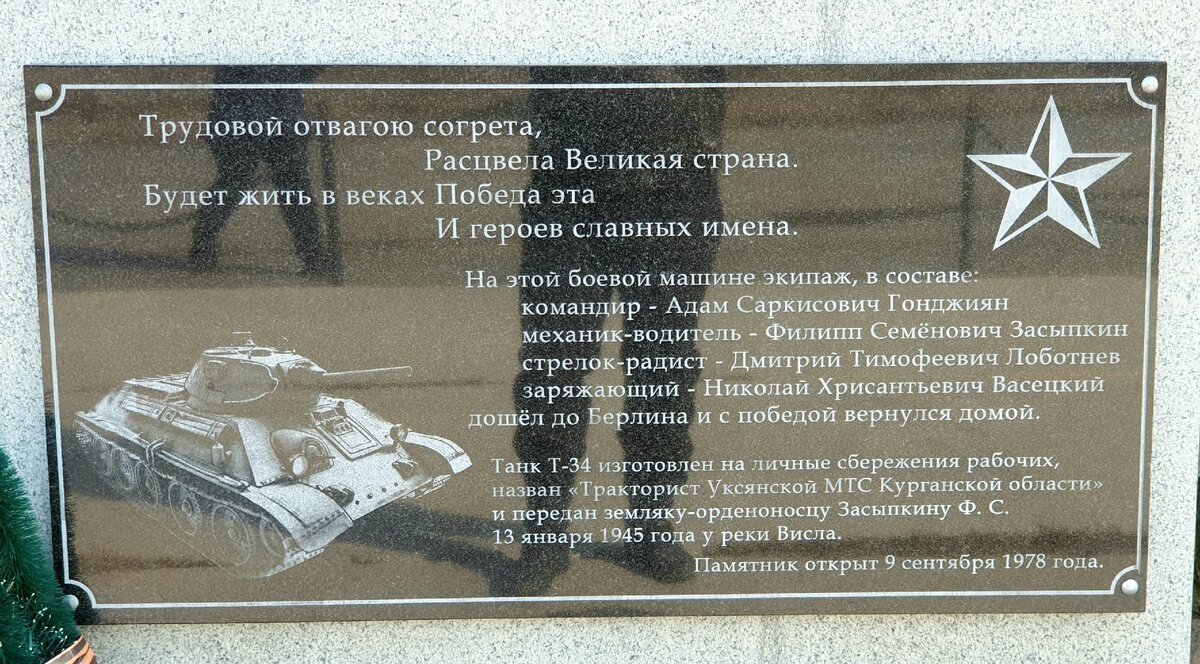 Трудовой отвагою согрета,
Расцвела Великая страна.
Будет жить в веках Победа эта
И героев славных имена.
На этой боевой машине экипаж, в составе:
командир - Адам Саркисович Гонджиян
механик-водитель - Филипп Семёнович Засыпкин
стрелок-радист - Дмитрий Тимофеевич Лоботнев
заряжающий - Николай Хрисантьевич Васецкий
дошёл до Берлина и с победой вернулся домой.
Танк Т-34 изготовлен на личные сбережения рабочих,
назван «Тракторист Уксянской МТС Курганской области»
и передан земляку-орденоносцу Засыпкину Ф. С.
13 января 1945 года у реки Висла.
Памятник открыт 9 сентября 1978 года.